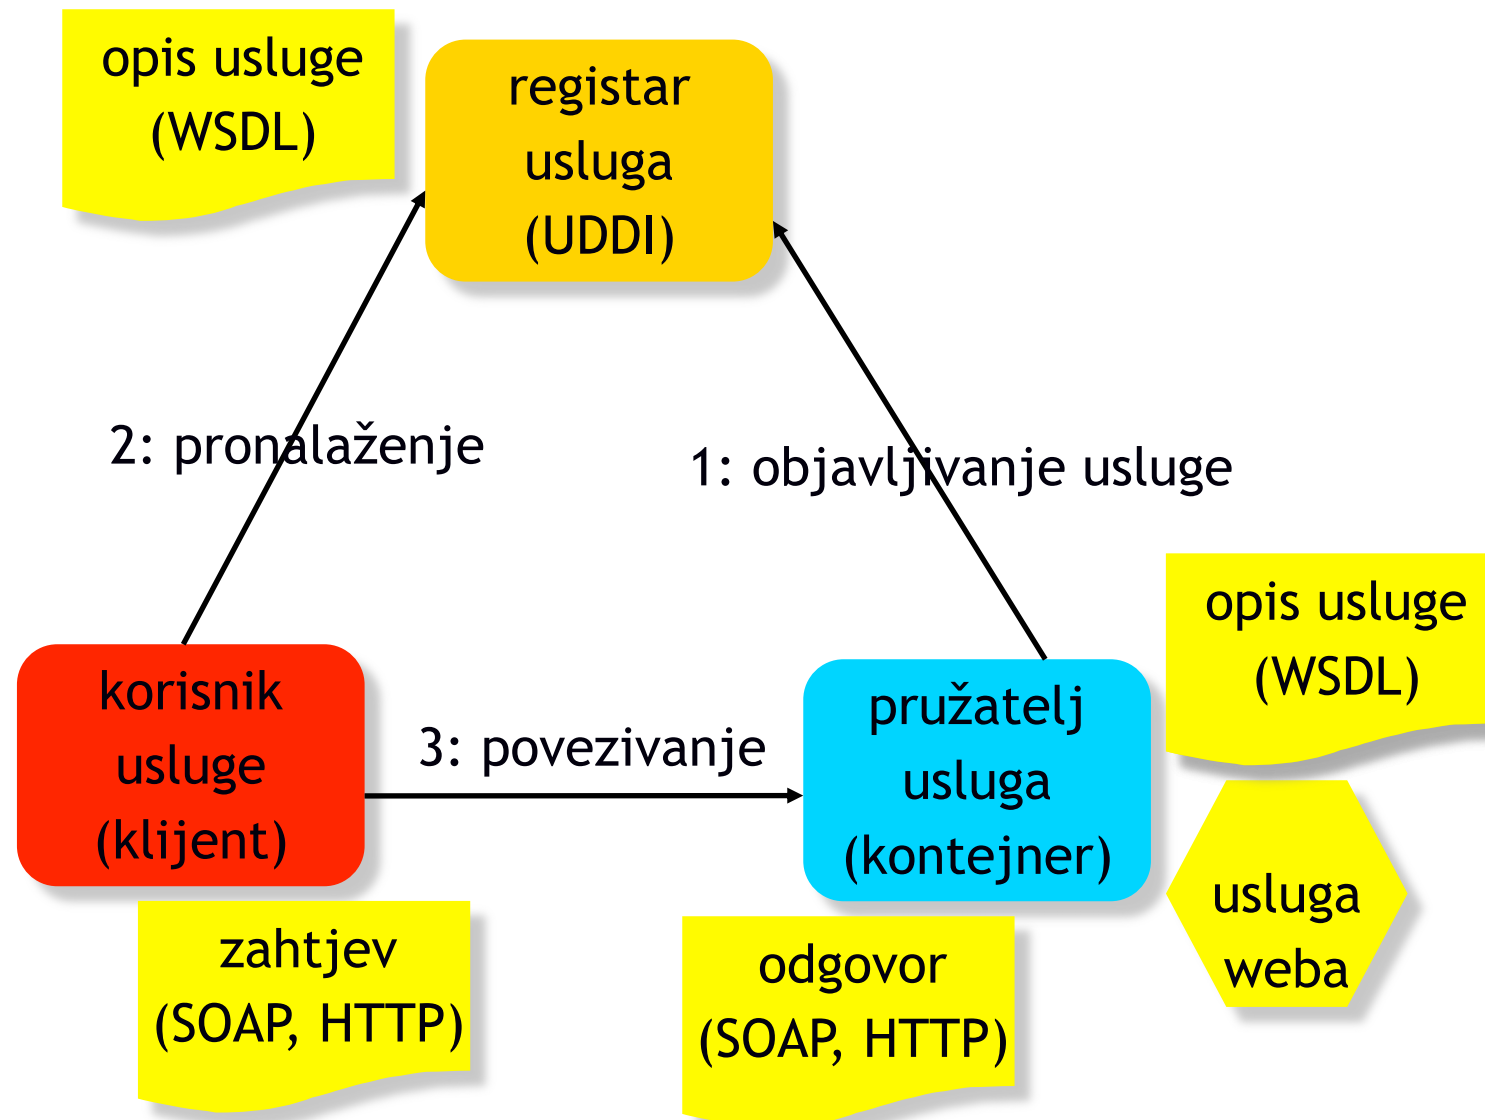 opis usluge
(WSDL)
registar
usluga
(UDDI)
2: pronalaženje
1: objavljivanje usluge
opis usluge
(WSDL)
korisnik
usluge
(klijent)
3: povezivanje
pružatelj
usluga
(kontejner)
usluga
weba
zahtjev
(SOAP, HTTP)
odgovor
(SOAP, HTTP)